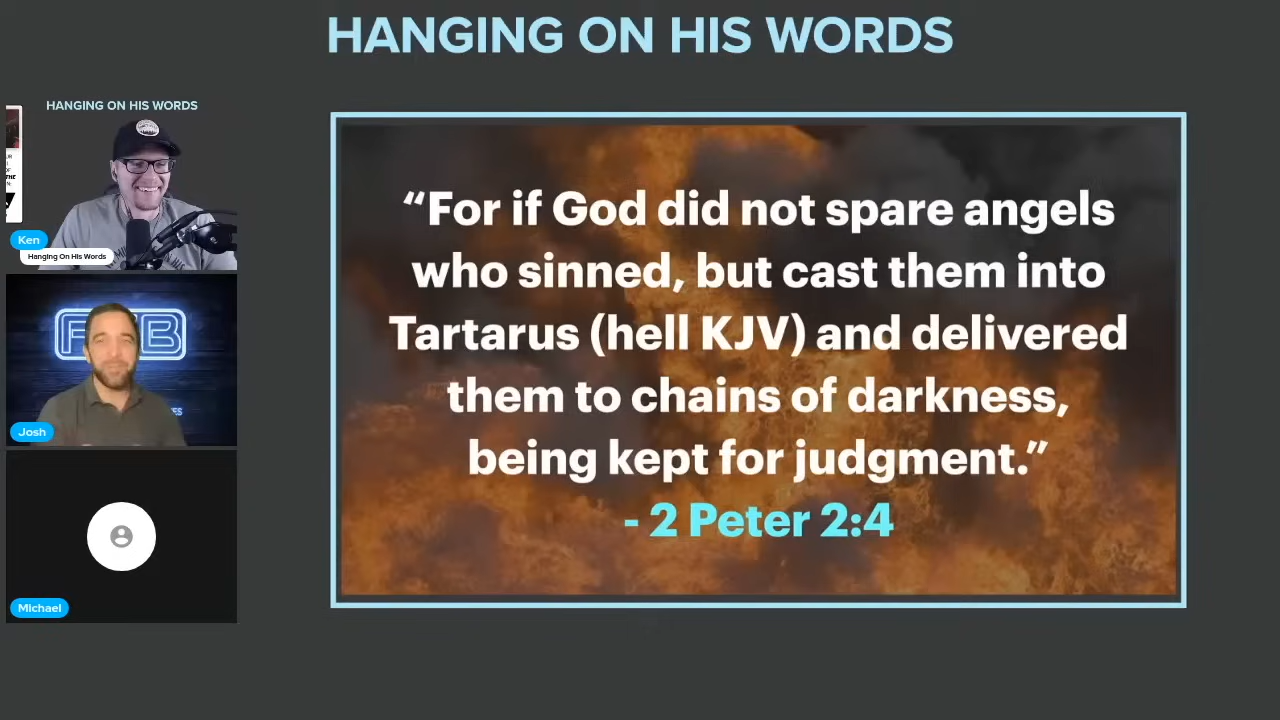 HANGING ON HIS WORDS
HANGING ON HIS WORDS
Ken
Hanging On His Words
Josh
Michael
“For if God did not spare angels
who sinned, but cast them into
Tartarus (hell KJV) and delivered
them to chains of darkness,
being kept for judgment.”
- 2 Peter 2:4